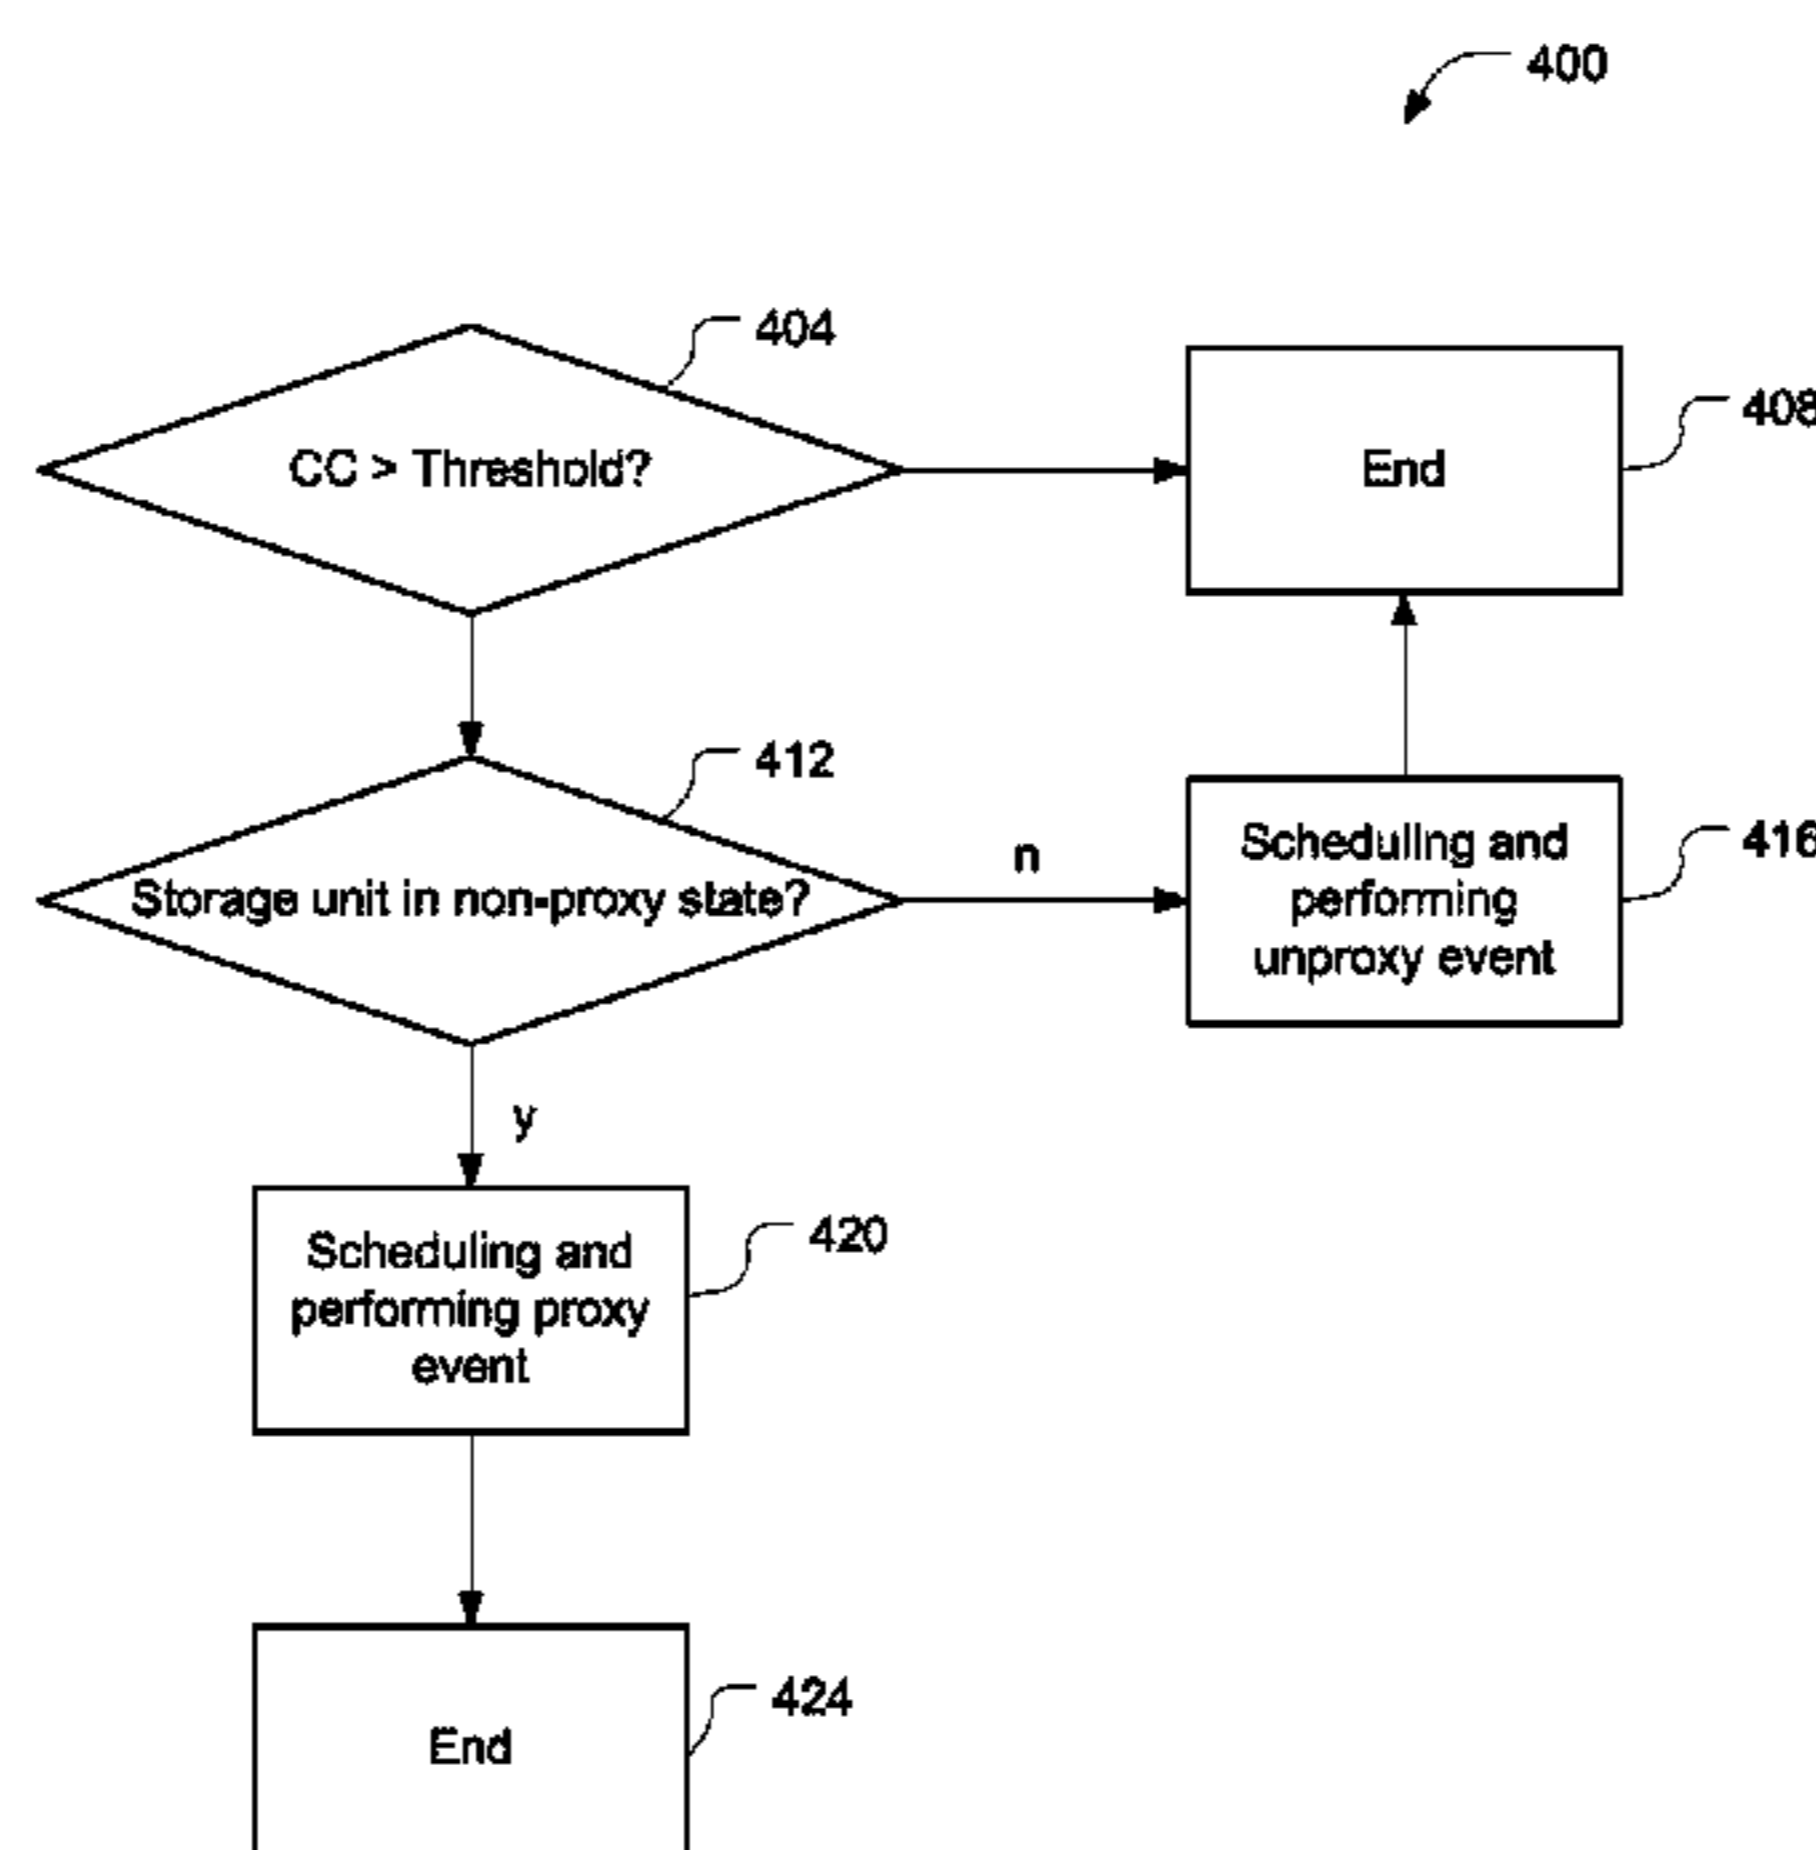 400
404
CC > Threshold?
End
408
412
Storage unit in non-proxy state?
n
Scheduling and
performing
unproxy event
416
y
Scheduling and
performing proxy
event
420
End
424